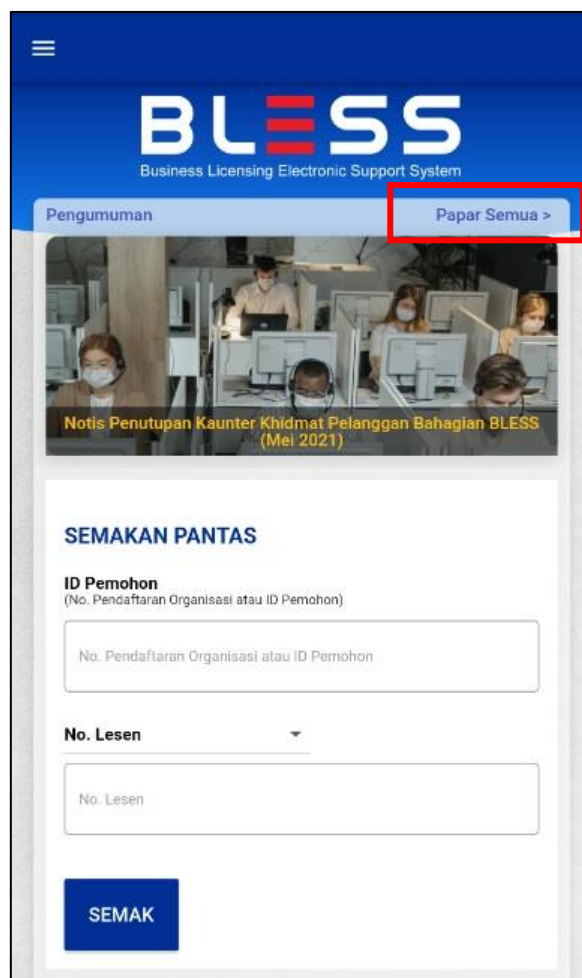 BLESS
Business Licensing Electronic Support System
Pengumuman
Papar Semua >
Notis Penutupan Kaunter Khidmat Pelanggan Bahagian BLESS
(Mei 2021)
SEMAKAN PANTAS
ID Pemohon
(No. Pendaftaran Organisasi atau ID Pemohon)
No. Pendaftaran Organisasi atau ID Pemohon
No. Lesen
No. Lesen
SEMAK